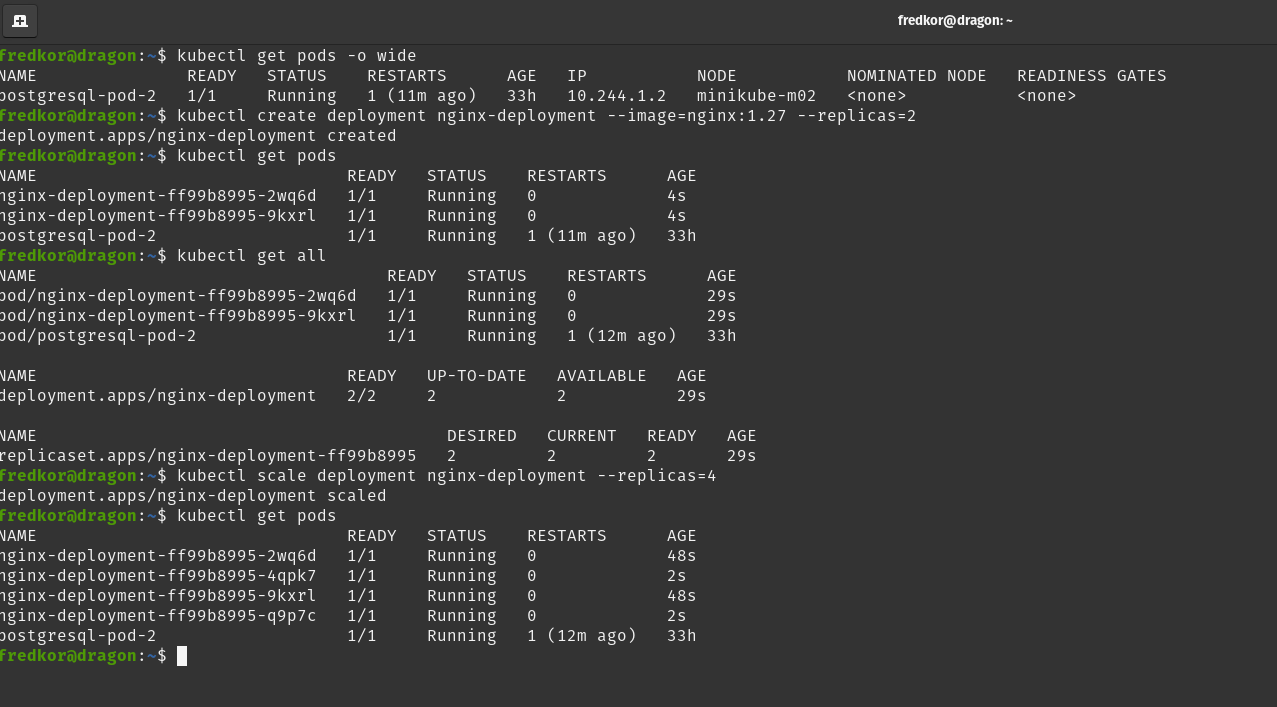 fredkor@dragon: ~
fredkor@dragon:~$ kubectl get pods -o wide
NAME               READY   STATUS    RESTARTS      AGE   IP           NODE           NOMINATED NODE   READINESS GATES
postgresql-pod-2   1/1     Running   1 (11m ago)   33h   10.244.1.2   minikube-m02   <none>           <none>
fredkor@dragon:~$ kubectl create deployment nginx-deployment --image=nginx:1.27 --replicas=2
deployment.apps/nginx-deployment created
fredkor@dragon:~$ kubectl get pods
NAME                               READY   STATUS    RESTARTS      AGE
nginx-deployment-ff99b8995-2wq6d   1/1     Running   0             4s
nginx-deployment-ff99b8995-9kxrl   1/1     Running   0             4s
postgresql-pod-2                   1/1     Running   1 (11m ago)   33h
fredkor@dragon:~$ kubectl get all
NAME                                   READY   STATUS    RESTARTS      AGE
pod/nginx-deployment-ff99b8995-2wq6d   1/1     Running   0             29s
pod/nginx-deployment-ff99b8995-9kxrl   1/1     Running   0             29s
pod/postgresql-pod-2                   1/1     Running   1 (12m ago)   33h

NAME                               READY   UP-TO-DATE   AVAILABLE   AGE
deployment.apps/nginx-deployment   2/2     2            2           29s

NAME                                         DESIRED   CURRENT   READY   AGE
replicaset.apps/nginx-deployment-ff99b8995   2         2         2       29s
fredkor@dragon:~$ kubectl scale deployment nginx-deployment --replicas=4
deployment.apps/nginx-deployment scaled
fredkor@dragon:~$ kubectl get pods
NAME                               READY   STATUS    RESTARTS      AGE
nginx-deployment-ff99b8995-2wq6d   1/1     Running   0             48s
nginx-deployment-ff99b8995-4qpk7   1/1     Running   0             2s
nginx-deployment-ff99b8995-9kxrl   1/1     Running   0             48s
nginx-deployment-ff99b8995-q9p7c   1/1     Running   0             2s
postgresql-pod-2                   1/1     Running   1 (12m ago)   33h
fredkor@dragon:~$